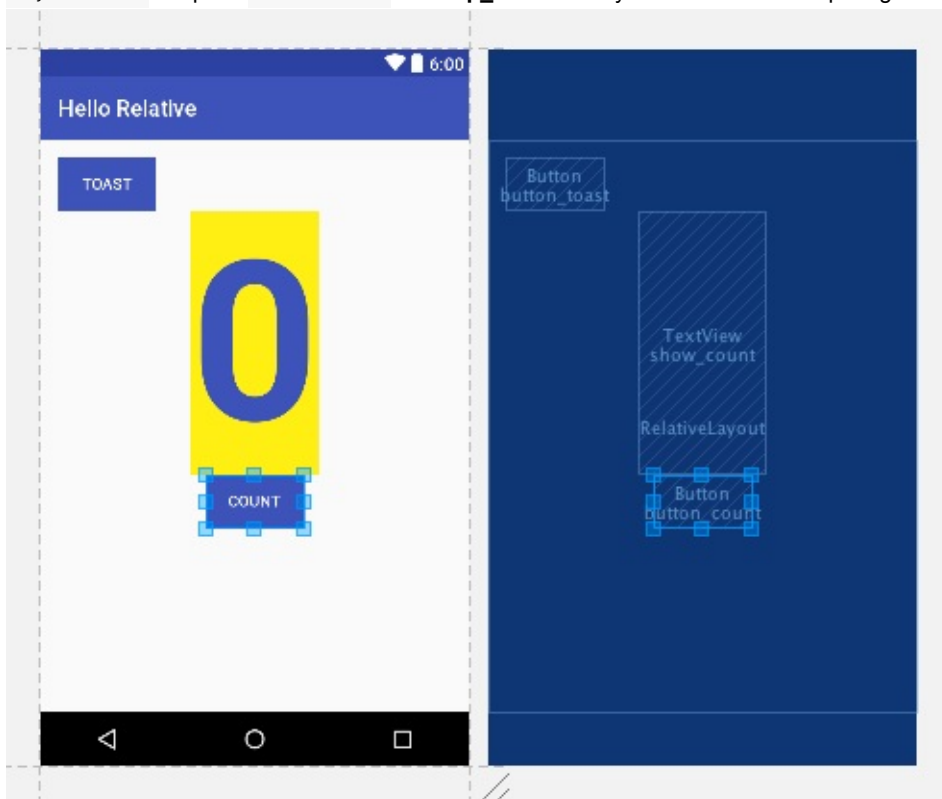 6:00
Hello Relative
TOAST
0
COUNT
Button
button_toast
TextView
show_count
RelativeLayout
Button
button_count